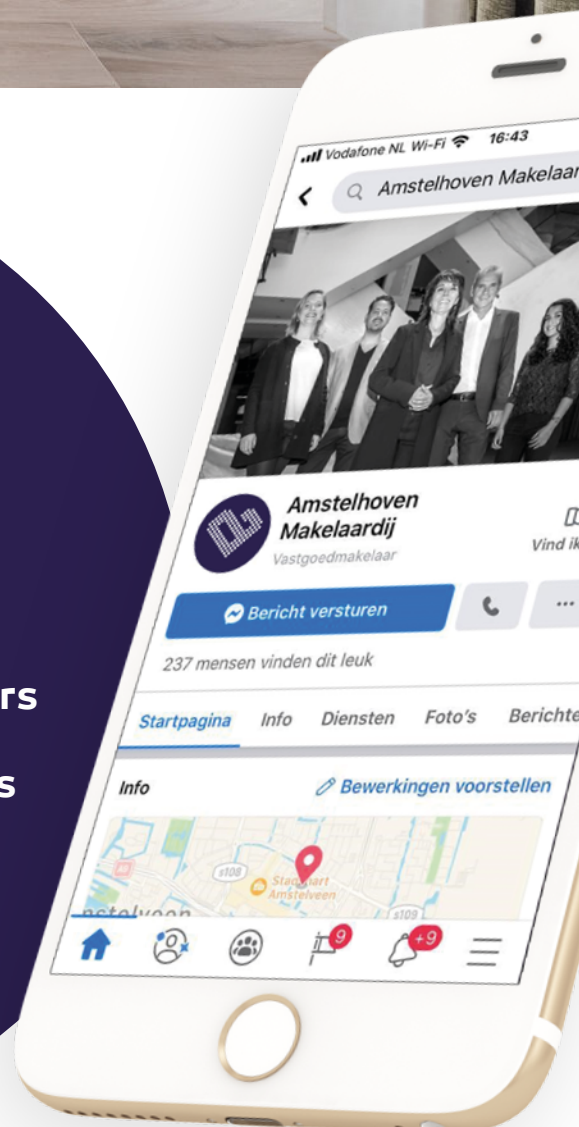 Vodafone NL Wi-Fi 16:43
Amstelhoven Makelaar
Amstelhoven
Makelaardij
Vastgoedmakelaar
Vind ik
Bericht versturen
237 mensen vinden dit leuk
rs
s
Startpagina Info Diensten Foto's Berichte
Info Bewerkingen voorstellen
s108
Stadshart
Amstelveen
s109
9
+9